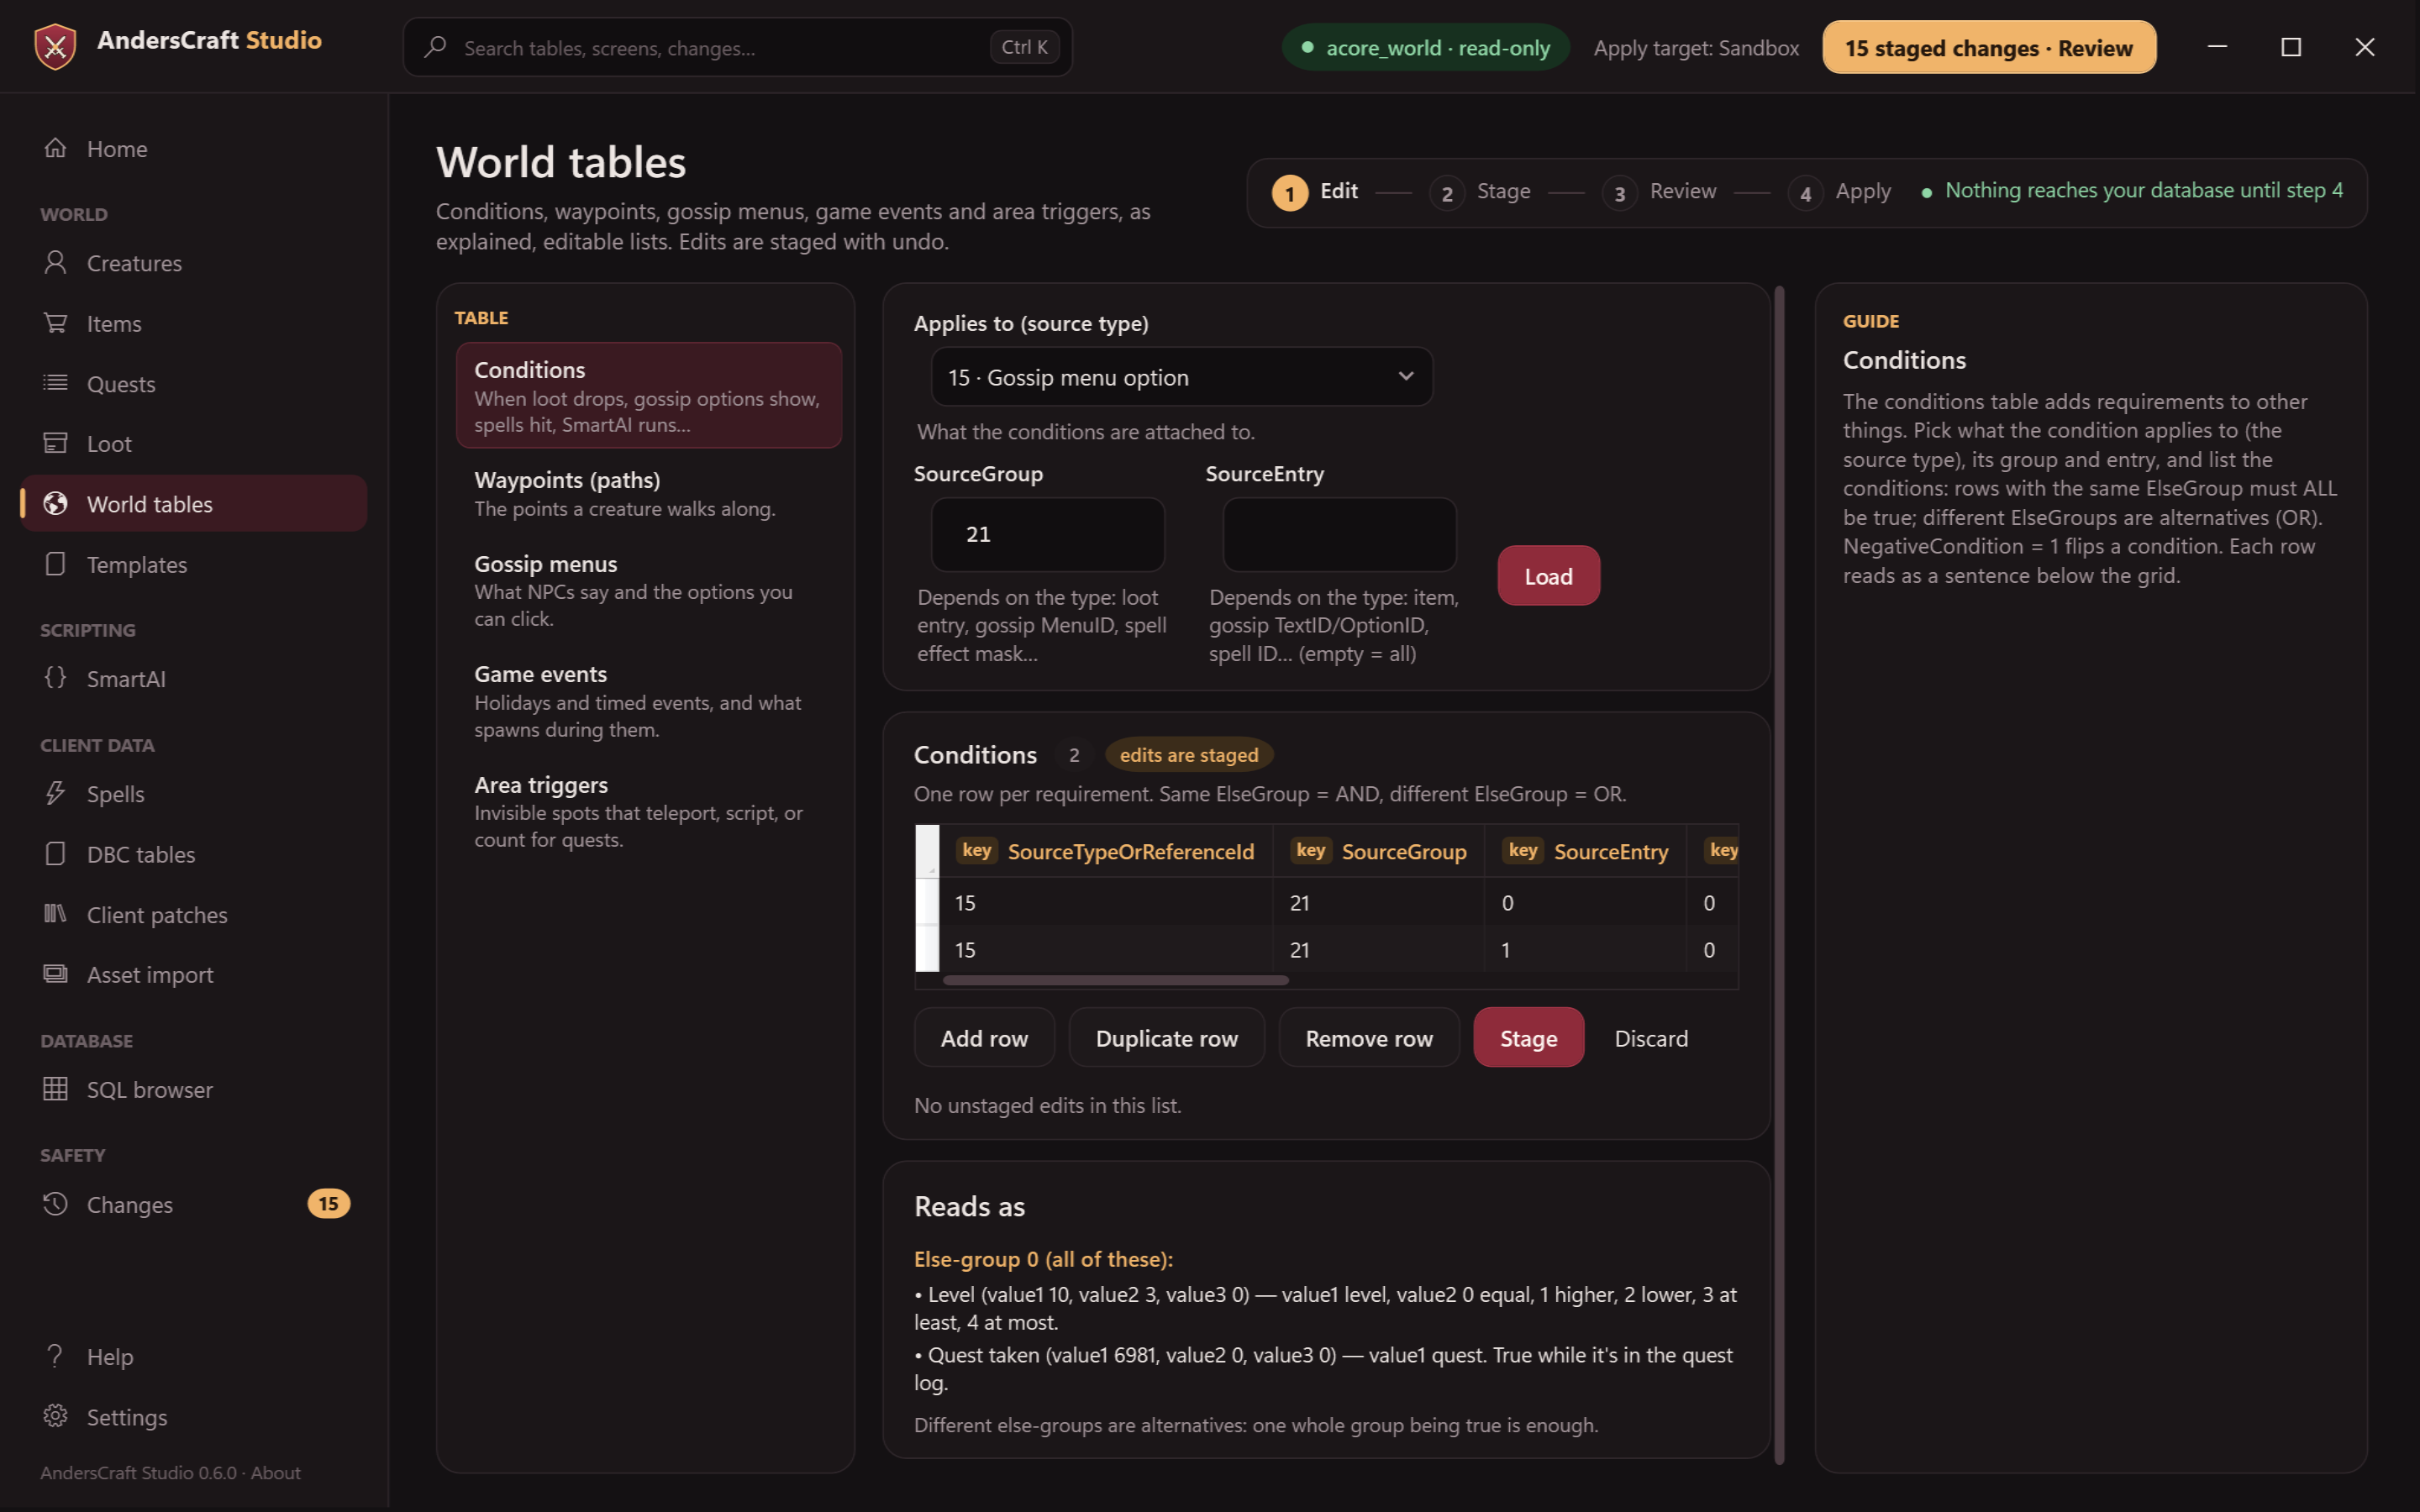 AndersCraft Studio
Search tables, screens, changes...
Ctrl K
acore_world · read-only
Apply target: Sandbox
15 staged changes · Review
Home
WORLD
Creatures
Items
Quests
Loot
World tables
Templates
SCRIPTING
SmartAI
CLIENT DATA
Spells
DBC tables
Client patches
Asset import
DATABASE
SQL browser
SAFETY
Changes
15
Help
Settings
AndersCraft Studio 0.6.0 · About
World tables
Conditions, waypoints, gossip menus, game events and area triggers, as
explained, editable lists. Edits are staged with undo.
1 Edit
2 Stage
3 Review
4 Apply
Nothing reaches your database until step 4
TABLE
Conditions
When loot drops, gossip options show,
spells hit, SmartAI runs...
Waypoints (paths)
The points a creature walks along.
Gossip menus
What NPCs say and the options you
can click.
Game events
Holidays and timed events, and what
spawns during them.
Area triggers
Invisible spots that teleport, script, or
count for quests.
Applies to (source type)
15 · Gossip menu option
What the conditions are attached to.
SourceGroup
21
Depends on the type: loot
entry, gossip MenuID, spell
effect mask...
SourceEntry
Depends on the type: item,
gossip TextID/OptionID,
spell ID... (empty = all)
Load
Conditions 2 edits are staged
One row per requirement. Same ElseGroup = AND, different ElseGroup = OR.
key SourceTypeOrReferenceId key SourceGroup key SourceEntry key
15 21 0 0
15 21 1 0
Add row
Duplicate row
Remove row
Stage
Discard
No unstaged edits in this list.
Reads as
Else-group 0 (all of these):
• Level (value1 10, value2 3, value3 0) — value1 level, value2 0 equal, 1 higher, 2 lower, 3 at
least, 4 at most.
• Quest taken (value1 6981, value2 0, value3 0) — value1 quest. True while it's in the quest
log.
Different else-groups are alternatives: one whole group being true is enough.
GUIDE
Conditions
The conditions table adds requirements to other
things. Pick what the condition applies to (the
source type), its group and entry, and list the
conditions: rows with the same ElseGroup must ALL
be true; different ElseGroups are alternatives (OR).
NegativeCondition = 1 flips a condition. Each row
reads as a sentence below the grid.